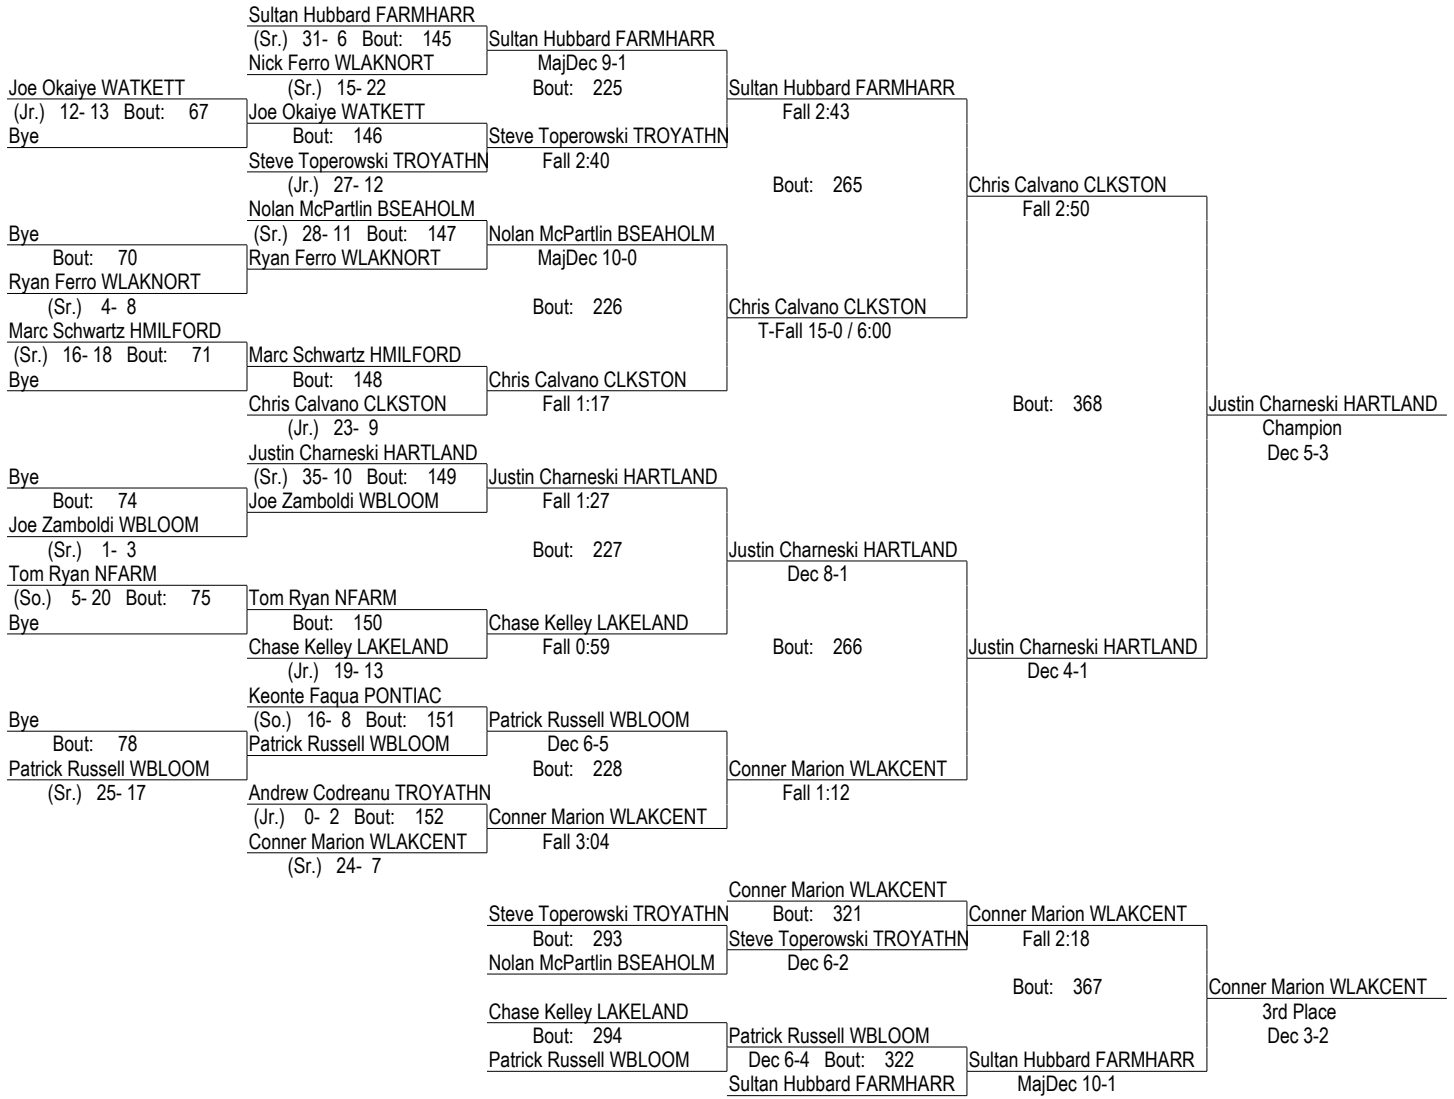 Sultan Hubbard FARMHARR
(Sr.) 31- 6 Bout: 145 Sultan Hubbard FARMHARR
Nick Ferro WLAKNORT MajDec 9-1
Joe Okaiye WATKETT (Sr.) 15- 22 Bout: 225 Sultan Hubbard FARMHARR
(Jr.) 12- 13 Bout: 67 Joe Okaiye WATKETT Fall 2:43
Bye Bout: 146 Steve Toperowski TROYATHN
Steve Toperowski TROYATHN Fall 2:40
(Jr.) 27- 12 Bout: 265 Chris Calvano CLKSTON
Nolan McPartlin BSEAHOLM Fall 2:50
Bye (Sr.) 28- 11 Bout: 147 Nolan McPartlin BSEAHOLM
Bout: 70 Ryan Ferro WLAKNORT MajDec 10-0
Ryan Ferro WLAKNORT
(Sr.) 4- 8 Bout: 226 Chris Calvano CLKSTON
Marc Schwartz HMILFORD T-Fall 15-0 / 6:00
(Sr.) 16- 18 Bout: 71 Marc Schwartz HMILFORD
Bye Bout: 148 Chris Calvano CLKSTON
Chris Calvano CLKSTON Fall 1:17 Bout: 368 Justin Charneski HARTLAND
(Jr.) 23- 9 Champion
Justin Charneski HARTLAND Dec 5-3
Bye (Sr.) 35- 10 Bout: 149 Justin Charneski HARTLAND
Bout: 74 Joe Zamboldi WBLOOM Fall 1:27
Joe Zamboldi WBLOOM
(Sr.) 1- 3 Bout: 227 Justin Charneski HARTLAND
Tom Ryan NFARM Dec 8-1
(So.) 5- 20 Bout: 75 Tom Ryan NFARM
Bye Bout: 150 Chase Kelley LAKELAND
Chase Kelley LAKELAND Fall 0:59 Bout: 266 Justin Charneski HARTLAND
(Jr.) 19- 13 Dec 4-1
Keonte Faqua PONTIAC
Bye (So.) 16- 8 Bout: 151 Patrick Russell WBLOOM
Bout: 78 Patrick Russell WBLOOM Dec 6-5
Patrick Russell WBLOOM Bout: 228 Conner Marion WLAKCENT
(Sr.) 25- 17 Andrew Codreanu TROYATHN Fall 1:12
(Jr.) 0- 2 Bout: 152 Conner Marion WLAKCENT
Conner Marion WLAKCENT Fall 3:04
(Sr.) 24- 7
Conner Marion WLAKCENT
Steve Toperowski TROYATHN Bout: 321 Conner Marion WLAKCENT
Bout: 293 Steve Toperowski TROYATHN Fall 2:18
Nolan McPartlin BSEAHOLM Dec 6-2
Bout: 367 Conner Marion WLAKCENT
Chase Kelley LAKELAND 3rd Place
Bout: 294 Patrick Russell WBLOOM Dec 3-2
Patrick Russell WBLOOM Dec 6-4 Bout: 322 Sultan Hubbard FARMHARR
Sultan Hubbard FARMHARR MajDec 10-1